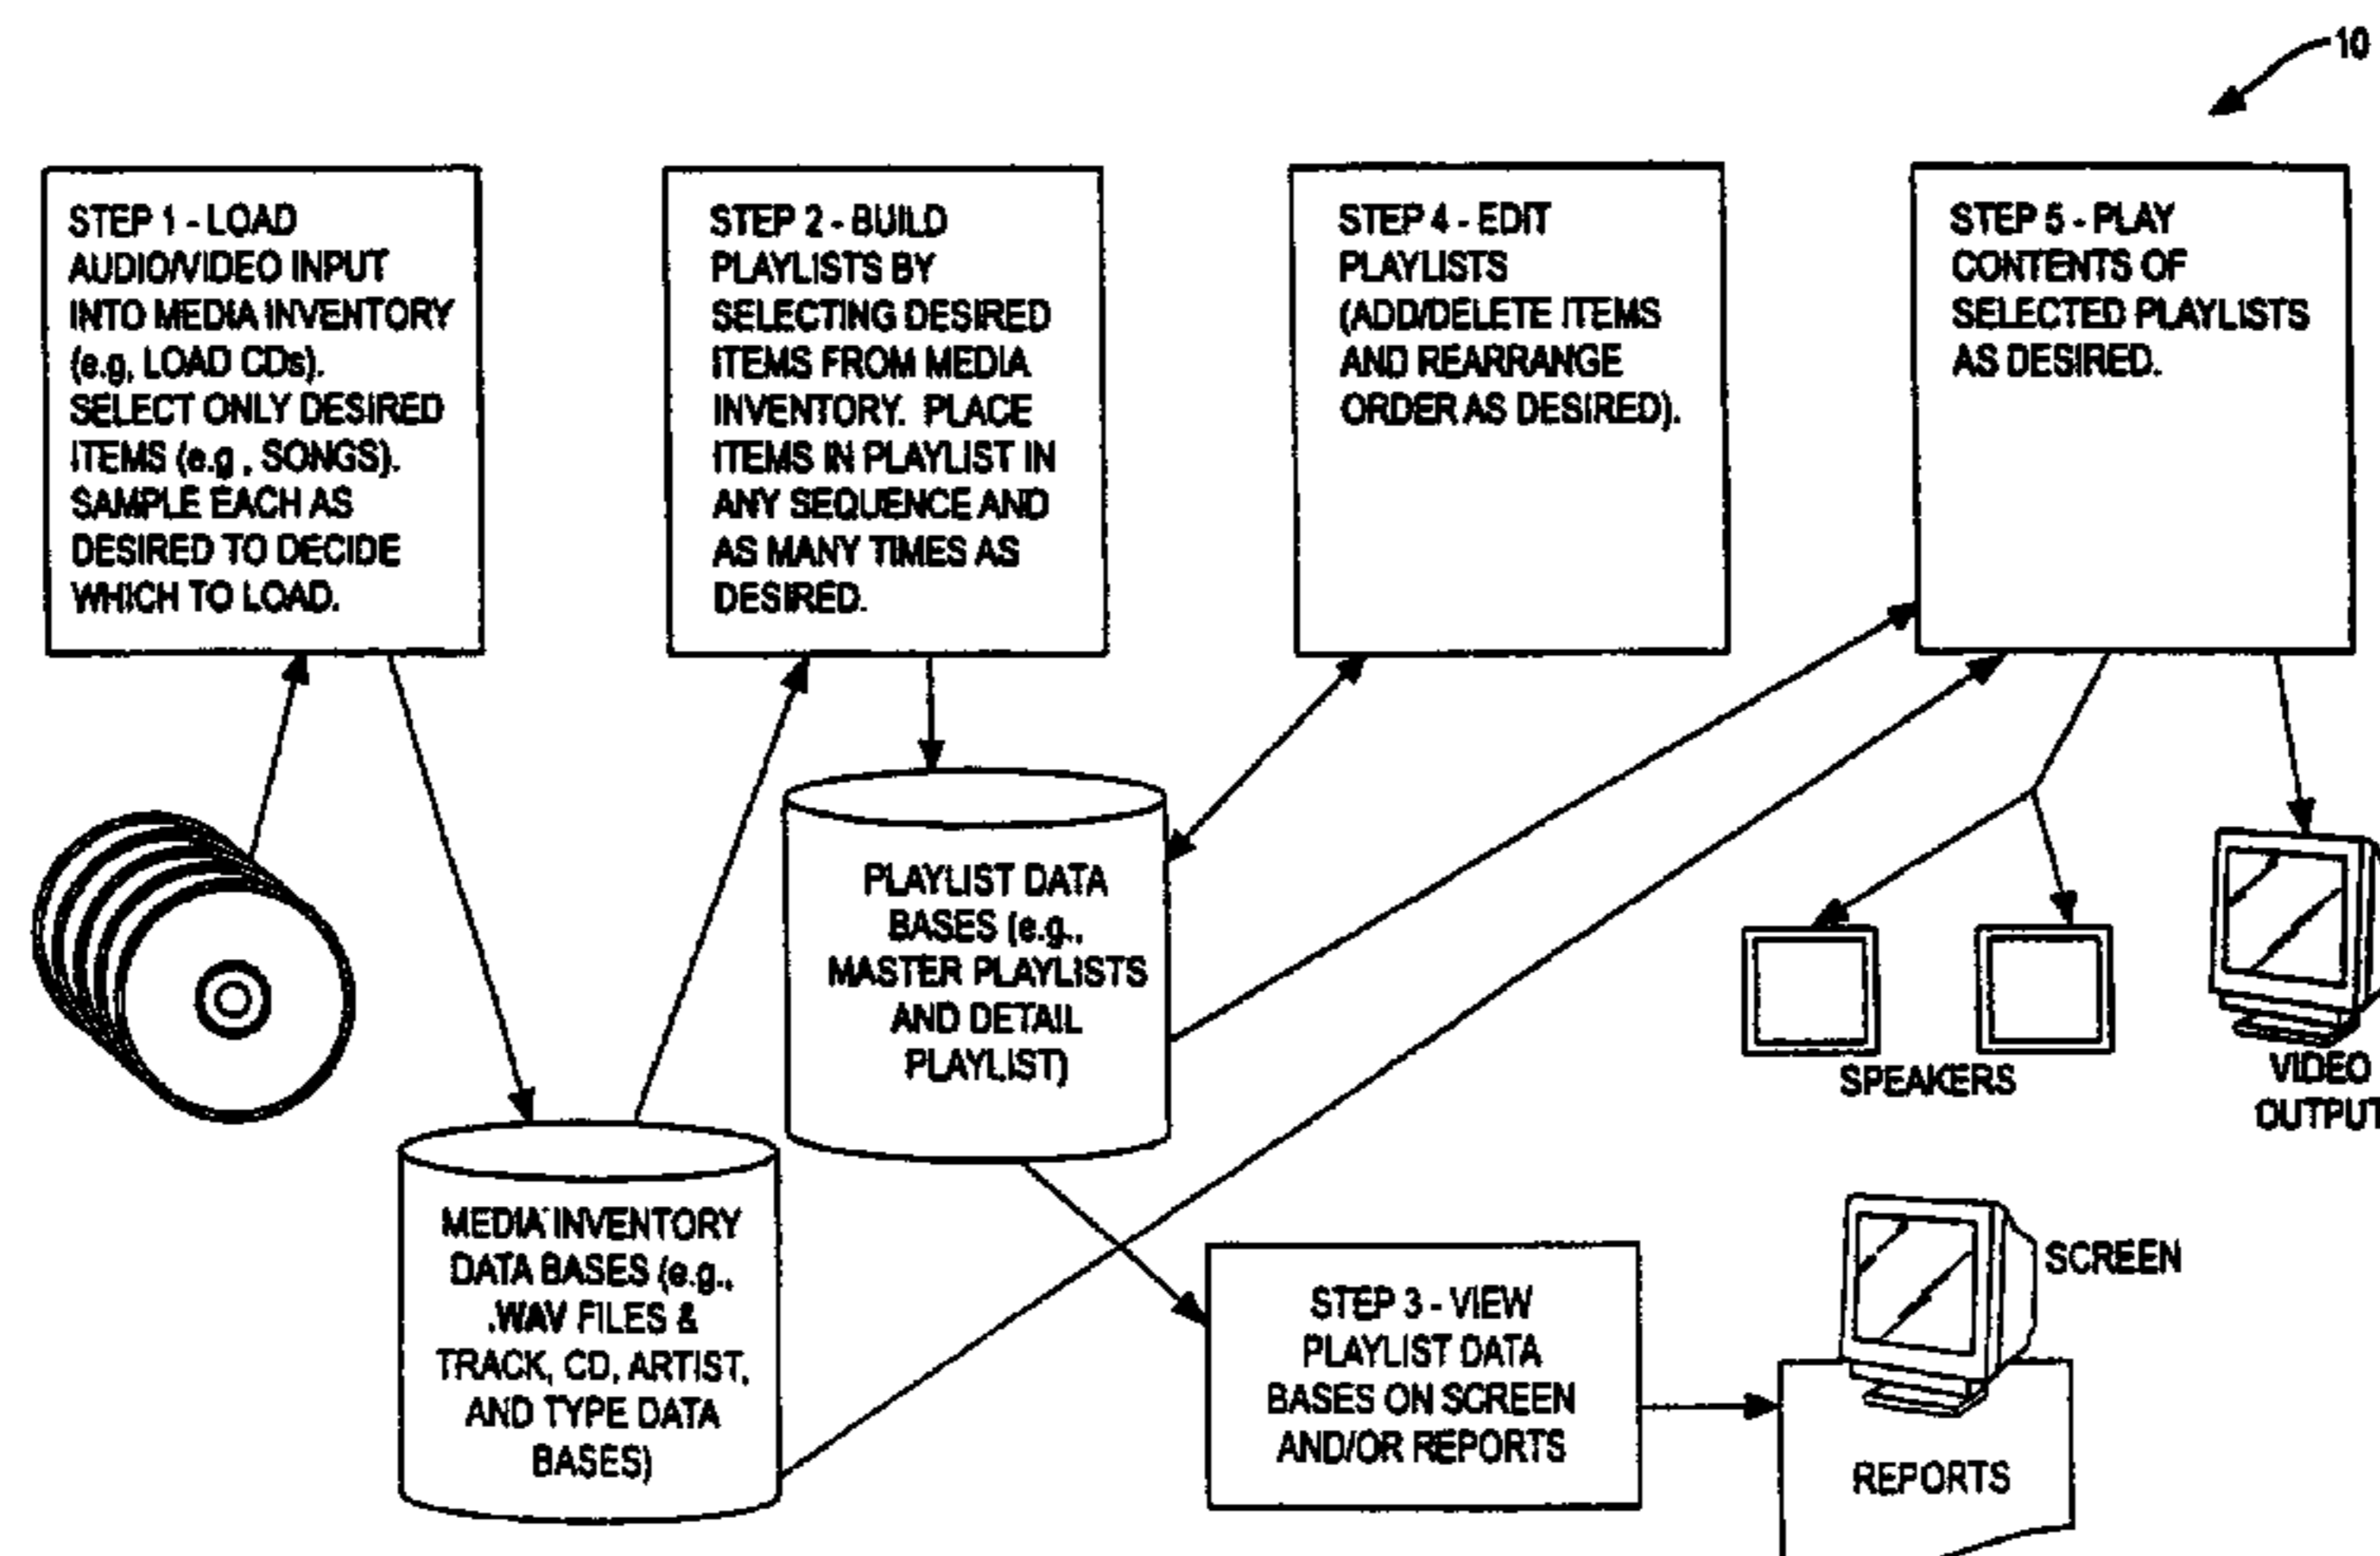 10
STEP 1 - LOAD
AUDIO/VIDEO INPUT
INTO MEDIA INVENTORY
(e.g, LOAD CDs).
SELECT ONLY DESIRED
ITEMS (e.g , SONGS).
SAMPLE EACH AS
DESIRED TO DECIDE
WHICH TO LOAD.
STEP 2 - BUILD
PLAYLISTS BY
SELECTING DESIRED
ITEMS FROM MEDIA
INVENTORY. PLACE
ITEMS IN PLAYLIST IN
ANY SEQUENCE AND
AS MANY TIMES AS
DESIRED.
STEP 4 - EDIT
PLAYLISTS
(ADD/DELETE ITEMS
AND REARRANGE
ORDER AS DESIRED).
STEP 5 - PLAY
CONTENTS OF
SELECTED PLAYLISTS
AS DESIRED.
PLAYLIST DATA
BASES (e.g.,
MASTER PLAYLISTS
AND DETAIL
PLAYLIST)
SPEAKERS
VIDEO
OUTPUT
MEDIA INVENTORY
DATA BASES (e.g.,
.WAV FILES &
TRACK, CD, ARTIST,
AND TYPE DATA
BASES)
STEP 3 - VIEW
PLAYLIST DATA
BASES ON SCREEN
AND/OR REPORTS
SCREEN
REPORTS